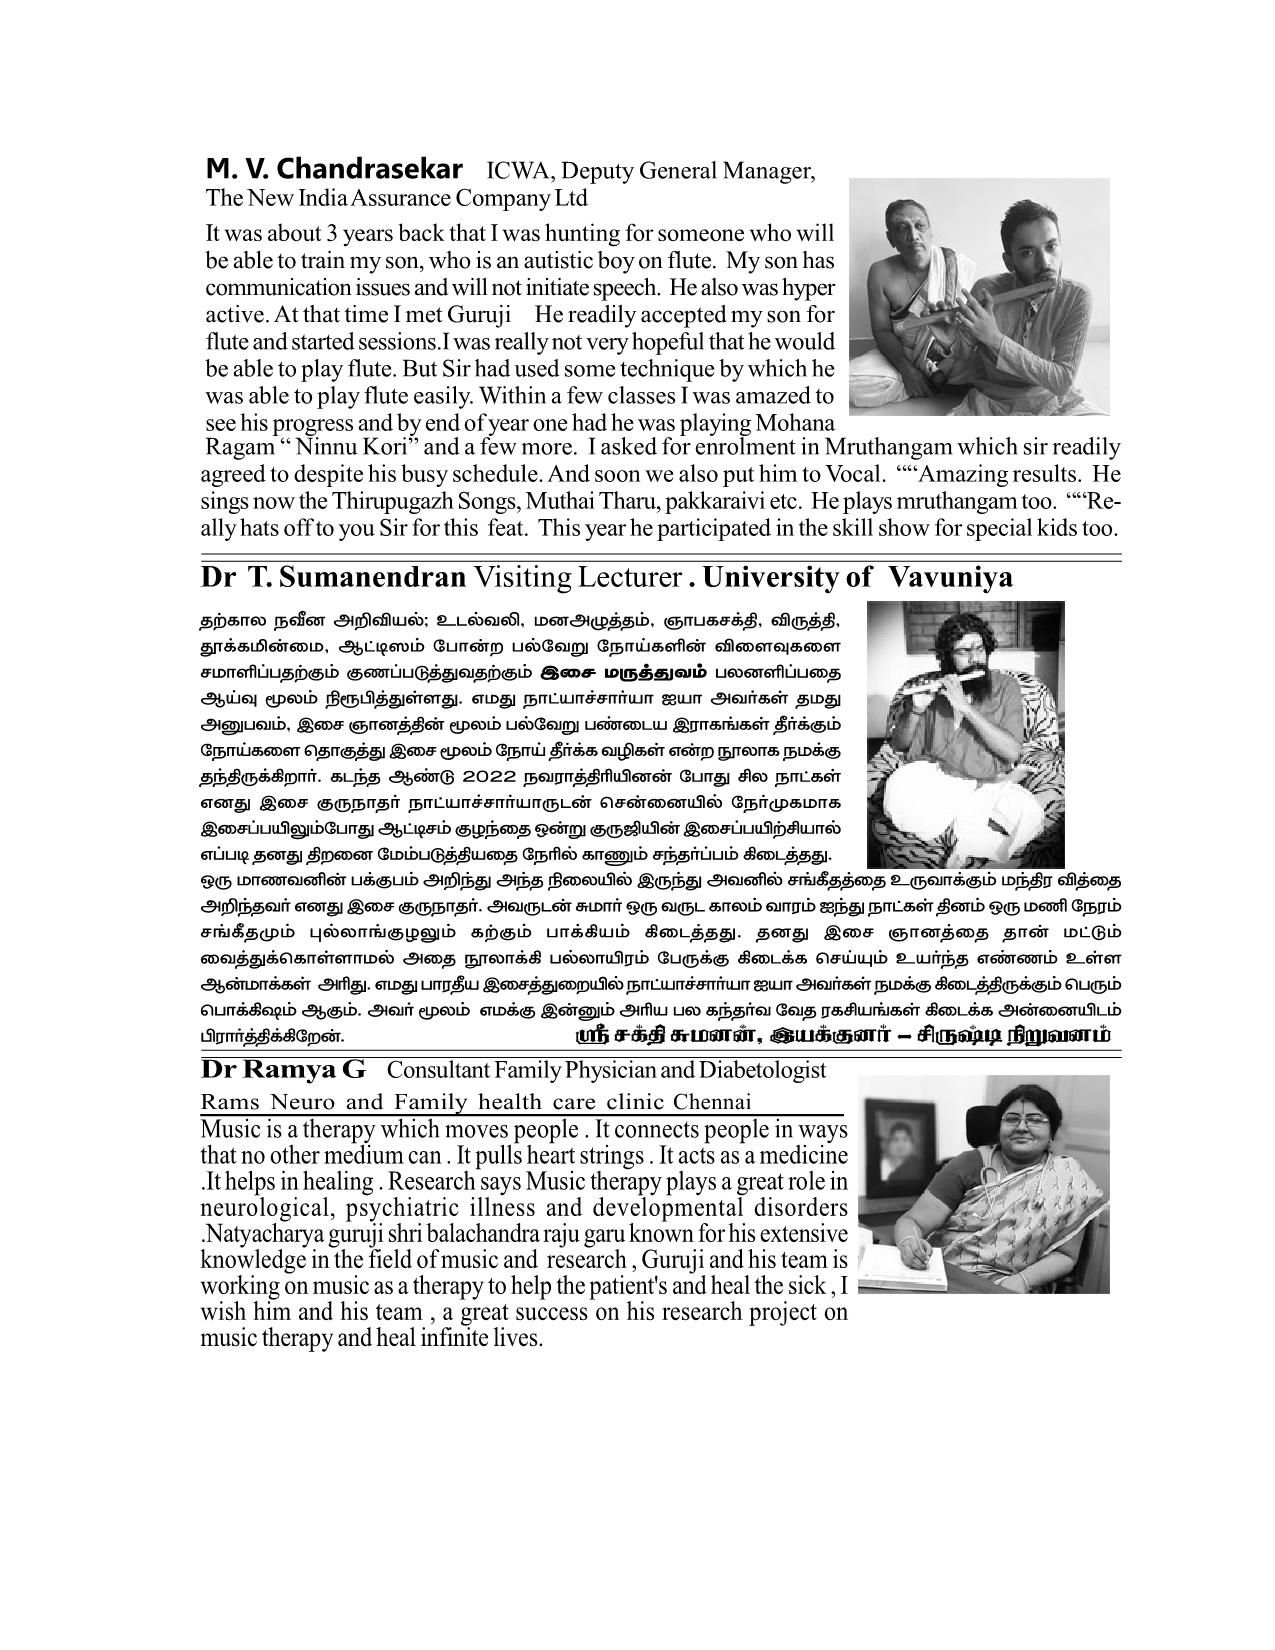 M. V. Chandrasekar ICWA, Deputy General Manager,
The New India Assurance Company Ltd
It was about 3 years back that I was hunting for someone who will
be able to train my son, who is an autistic boy on flute. My son has
communication issues and will not initiate speech. He also was hyper
active. At that time I met Guruji He readily accepted my son for
flute and started sessions.I was really not very hopeful that he would
be able to play flute. But Sir had used some technique by which he
was able to play flute easily. Within a few classes I was amazed to
see his progress and by end of year one had he was playing Mohana
Ragam “ Ninnu Kori” and a few more. I asked for enrolment in Mruthangam which sir readily
agreed to despite his busy schedule. And soon we also put him to Vocal. ““Amazing results. He
sings now the Thirupugazh Songs, Muthai Tharu, pakkaraivi etc. He plays mruthangam too. ““Re-
ally hats off to you Sir for this feat. This year he participated in the skill show for special kids too.
Dr T. Sumanendran Visiting Lecturer . University of Vavuniya
தற்கால நவீன அறிவியல்; உடல்வலி, மனஅழுத்தம், ஞாபகசக்தி, விருத்தி,
தூக்கமின்மை, ஆட்டிஸம் போன்ற பல்வேறு நோய்களின் விளைவுகளை
சமாளிப்பதற்கும் குணப்படுத்துவதற்கும் இசை மருத்துவம் பலனளிப்பதை
ஆய்வு மூலம் நிரூபித்துள்ளது. எமது நாட்யாச்சார்யா ஐயா அவர்கள் தமது
அனுபவம், இசை ஞானத்தின் மூலம் பல்வேறு பண்டைய இராகங்கள் தீர்க்கும்
நோய்களை தொகுத்து இசை மூலம் நோய் தீர்க்க வழிகள் என்ற நூலாக நமக்கு
தந்திருக்கிறார். கடந்த ஆண்டு 2022 நவராத்திரியினன் போது சில நாட்கள்
எனது இசை குருநாதர் நாட்யாச்சார்யாருடன் சென்னையில் நேர்முகமாக
இசைப்பயிலும்போது ஆட்டிசம் குழந்தை ஒன்று குருஜியின் இசைப்பயிற்சியால்
எப்படி தனது திறனை மேம்படுத்தியதை நேரில் காணும் சந்தர்ப்பம் கிடைத்தது.
ஒரு மாணவனின் பக்குபம் அறிந்து அந்த நிலையில் இருந்து அவனில் சங்கீதத்தை உருவாக்கும் மந்திர வித்தை
அறிந்தவர் எனது இசை குருநாதர். அவருடன் சுமார் ஒரு வருட காலம் வாரம் ஐந்து நாட்கள் தினம் ஒரு மணி நேரம்
சங்கீதமும் புல்லாங்குழலும் கற்கும் பாக்கியம் கிடைத்தது. தனது இசை ஞானத்தை தான் மட்டும்
வைத்துக்கொள்ளாமல் அதை நூலாக்கி பல்லாயிரம் பேருக்கு கிடைக்க செய்யும் உயர்ந்த எண்ணம் உள்ள
ஆன்மாக்கள் அரிது. எமது பாரதீய இசைத்துறையில் நாட்யாச்சார்யா ஐயா அவர்கள் நமக்கு கிடைத்திருக்கும் பெரும்
பொக்கிஷம் ஆகும். அவர் மூலம் எமக்கு இன்னும் அரிய பல கந்தர்வ வேத ரகசியங்கள் கிடைக்க அன்னையிடம்
பிரார்த்திக்கிறேன். ஸ்ரீ சக்தி சுமனன், இயக்குனர் – சிருஷ்டி நிறுவனம்
Dr Ramya G Consultant Family Physician and Diabetologist
Rams Neuro and Family health care clinic Chennai
Music is a therapy which moves people . It connects people in ways
that no other medium can . It pulls heart strings . It acts as a medicine
.It helps in healing . Research says Music therapy plays a great role in
neurological, psychiatric illness and developmental disorders
.Natyacharya guruji shri balachandra raju garu known for his extensive
knowledge in the field of music and research , Guruji and his team is
working on music as a therapy to help the patient's and heal the sick , I
wish him and his team , a great success on his research project on
music therapy and heal infinite lives.